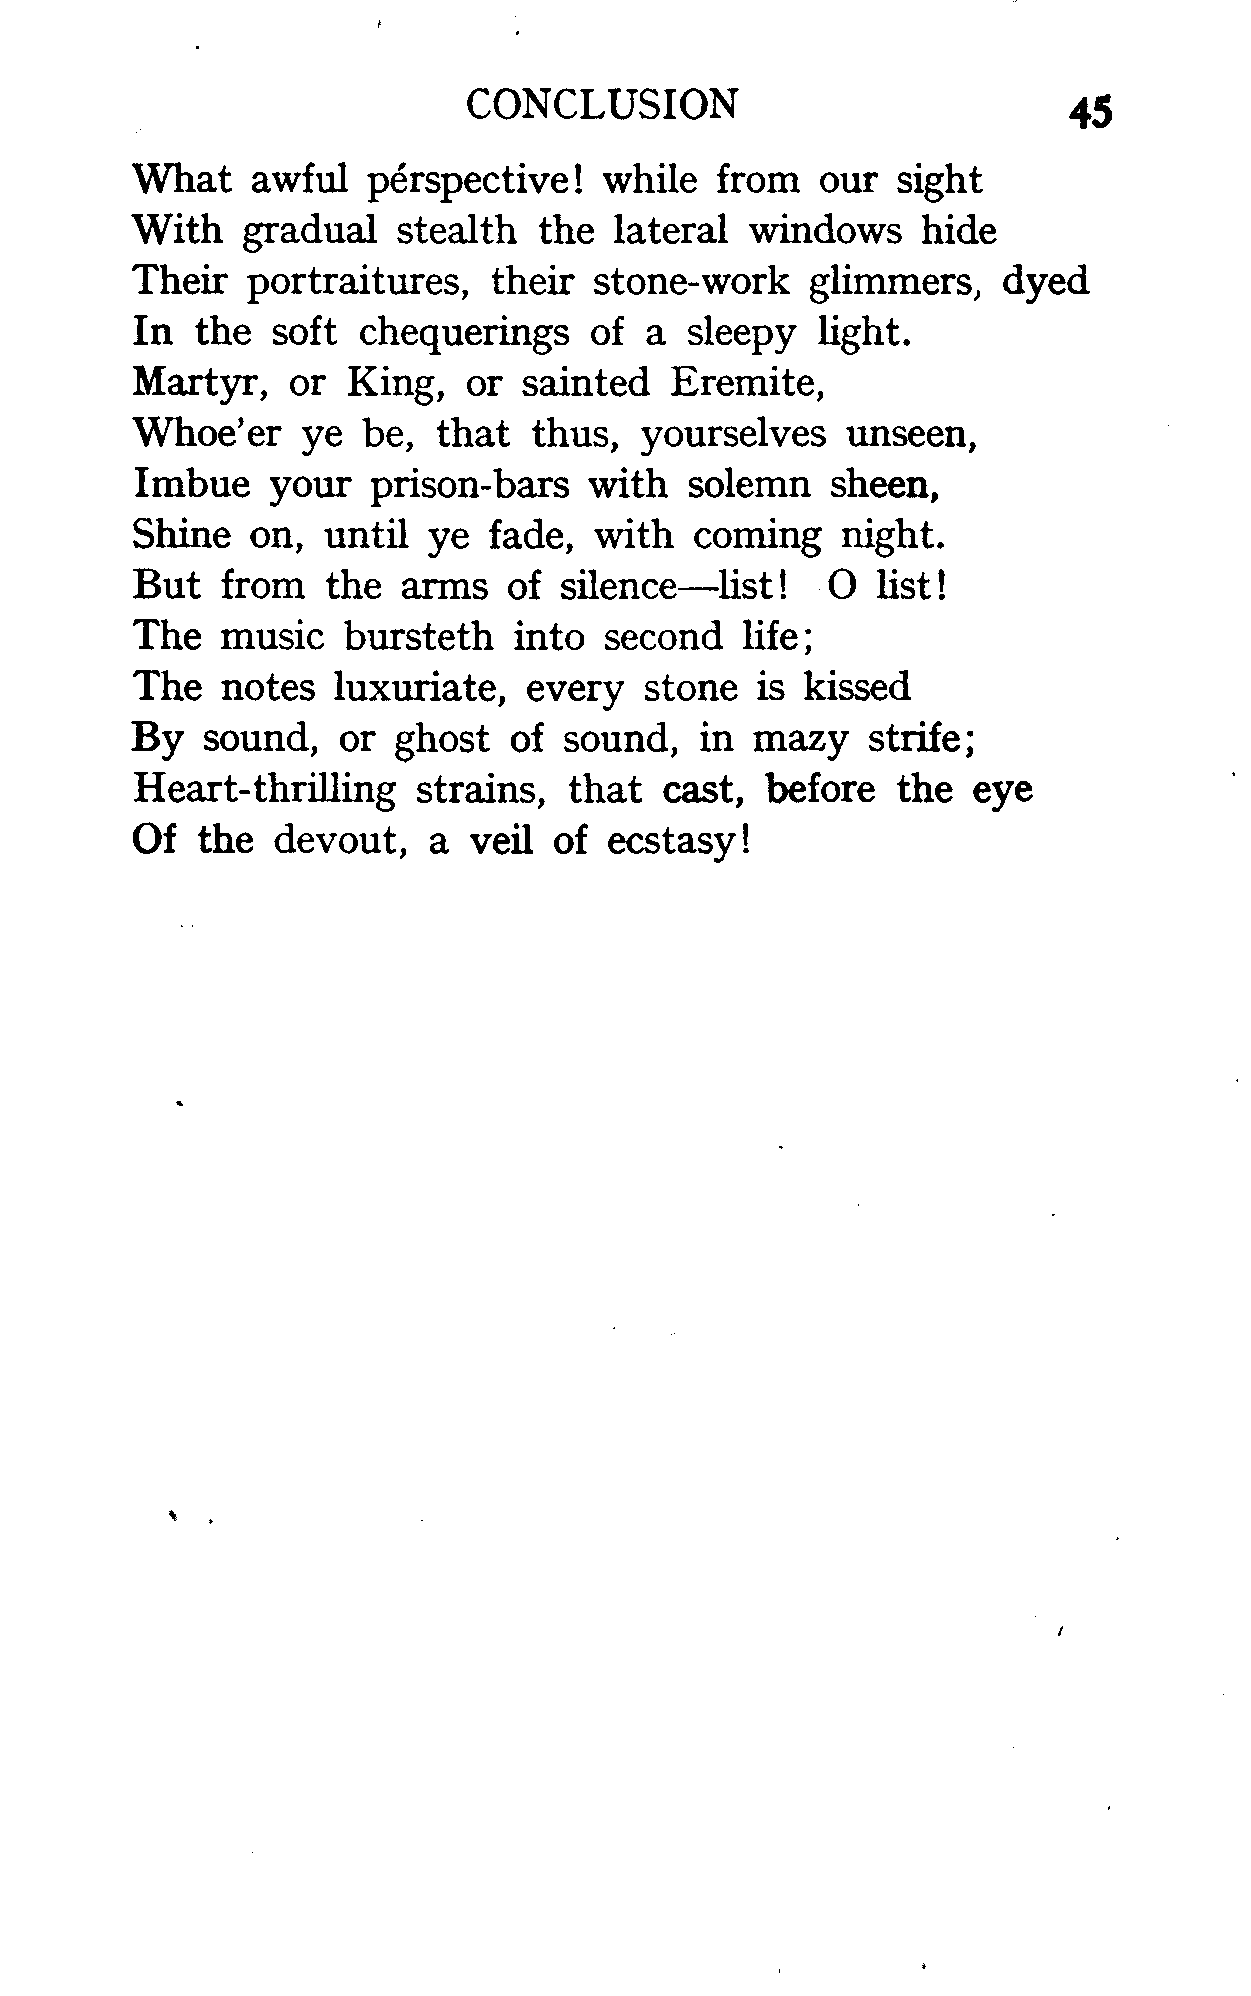 CONCLUSION 45
What awful pérspective! while from our sight
With gradual stealth the lateral windows hide
Their portraitures, their stone-work glimmers, dyed
In the soft chequerings of a sleepy light.
Martyr, or King, or sainted Eremite,
Whoe'er ye be, that thus, yourselves unseen,
Imbue your prison-bars with solemn sheen,
Shine on, until ye fade, with coming night.
But from the arms of silence—list! O list!
The music bursteth into second life;
The notes luxuriate, every stone is kissed
By sound, or ghost of sound, in mazy strife;
Heart-thrilling strains, that cast, before the eye
Of the devout, a veil of ecstasy!